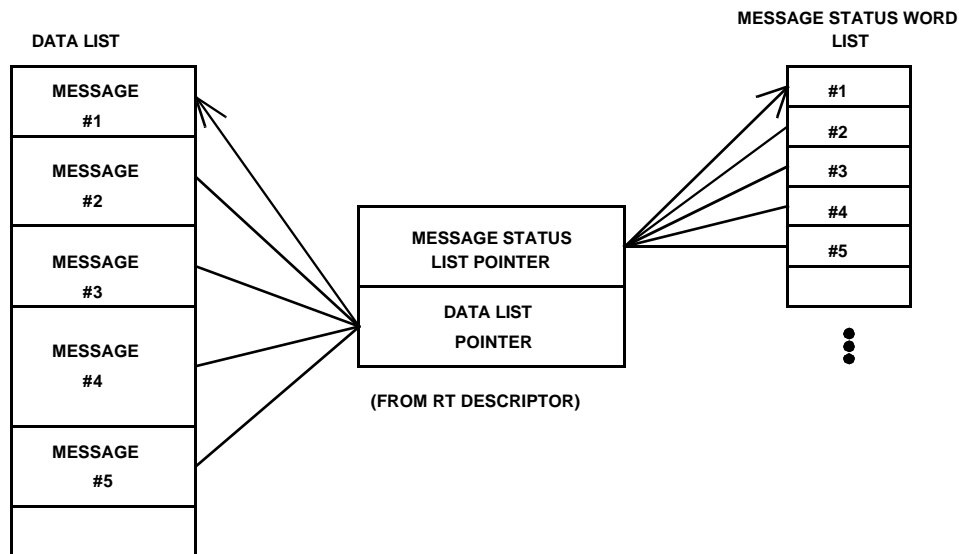 DATA LIST
MESSAGE
#1
MESSAGE
#2
MESSAGE
#3
MESSAGE
#4
MESSAGE
#5
MESSAGE STATUS
LIST POINTER
DATA LIST
POINTER
(FROM RT DESCRIPTOR)
MESSAGE STATUS WORD
LIST
#1
#2
#3
#4
#5